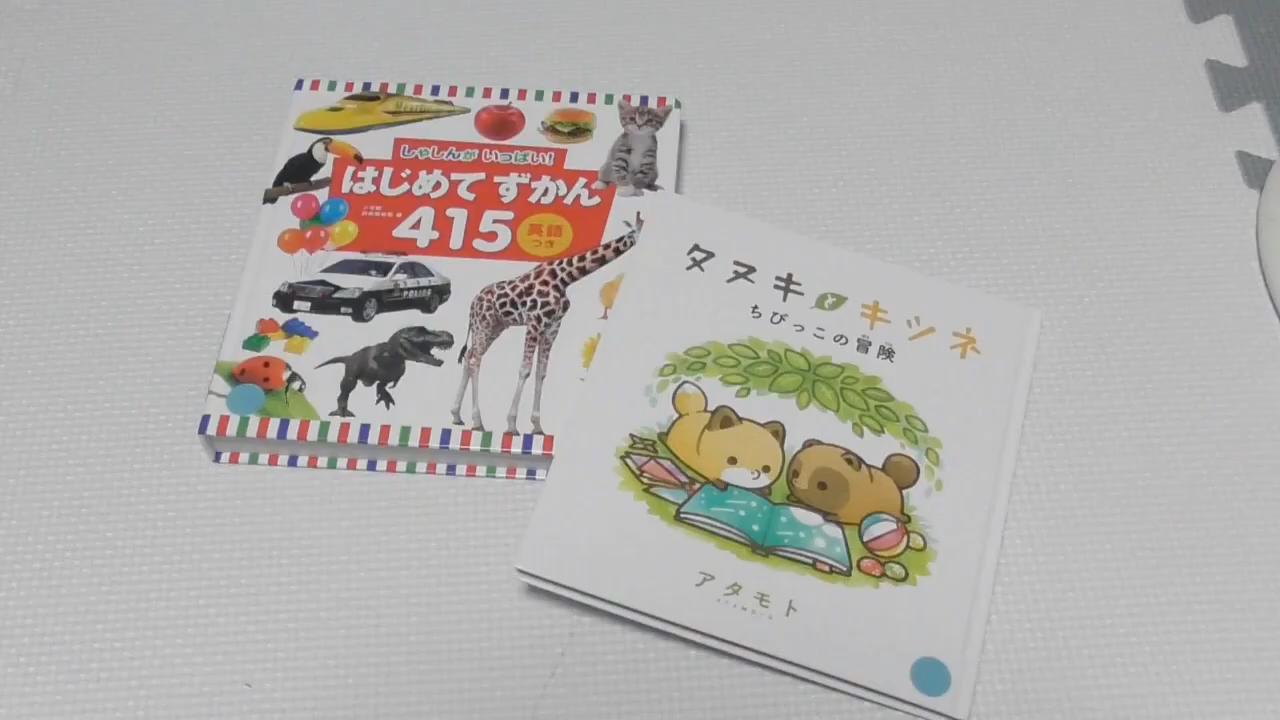 しゃしんが いっぱい!
はじめて ずかん
415
英語
つき
POLICE
タヌキとキツネ
ちびっこの冒険
アタモト